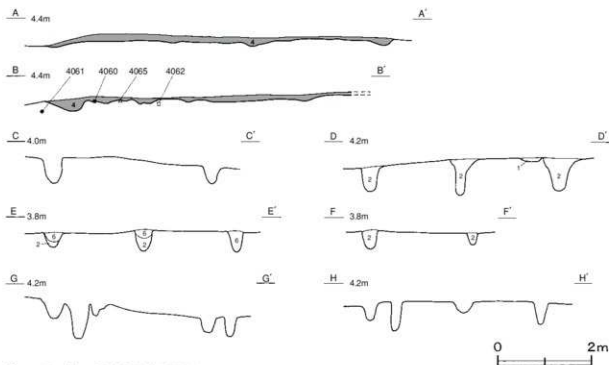 A A'
4.4m
4
B B'
4.4m
4061 4060 4065 4062
4
C C'
4.0m
D D'
4.2m
2 2 1 2
E E'
3.8m
6 2 6 2 6
F F'
3.8m
2 2
G G'
4.2m
H H'
4.2m
0 2m